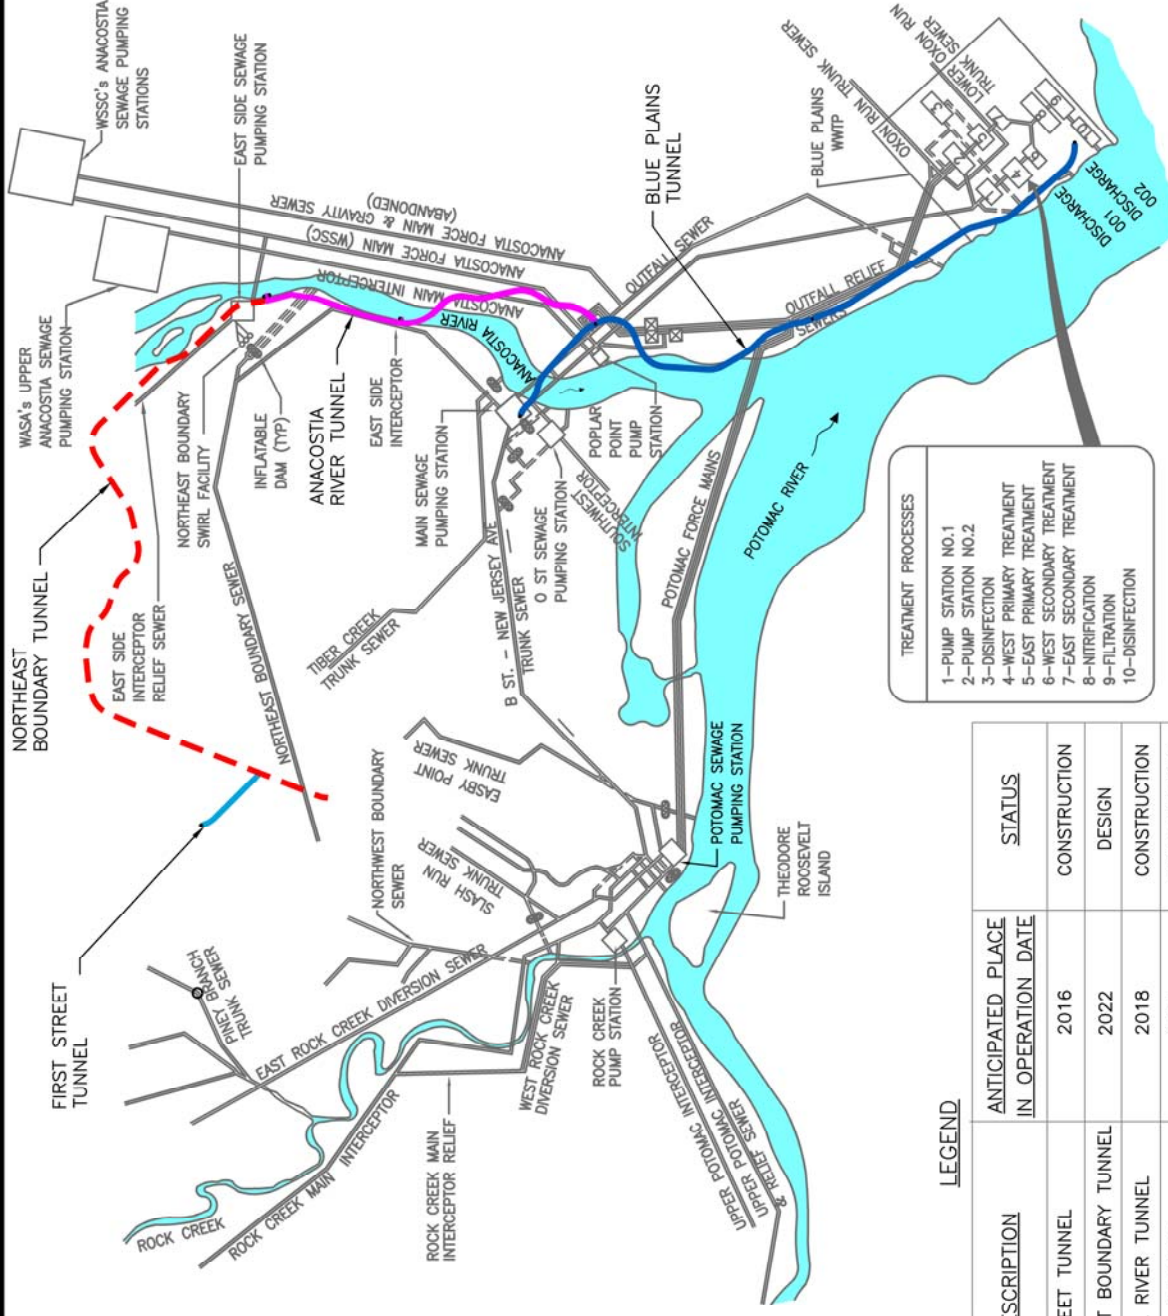 WSSC's ANACOSTIA
SEWAGE PUMPING
STATIONS
EAST SIDE SEWAGE
PUMPING STATION
WASA's UPPER
ANACOSTIA SEWAGE
PUMPING STATION
ANACOSTIA FORCE MAIN & GRAVITY SEWER
(ABANDONED)
ANACOSTIA FORCE MAIN (WSSC)
ANACOSTIA MAIN INTERCEPTOR
ANACOSTIA RIVER
NORTHEAST
BOUNDARY TUNNEL
EAST SIDE
INTERCEPTOR
RELIEF SEWER
NORTHEAST BOUNDARY
SWIRL FACILITY
INFLATABLE
DAM (TYP)
ANACOSTIA
RIVER TUNNEL
EAST SIDE
INTERCEPTOR
MAIN SEWAGE
PUMPING STATION
NORTHEAST BOUNDARY SEWER
TIBER CREEK
TRUNK SEWER
B ST. - NEW JERSEY AVE
TRUNK SEWER
O ST SEWAGE
PUMPING STATION
SOUTHWEST
INTERCEPTOR
POPLAR
POINT
PUMP
STATION
OUTFALL SEWER
BLUE PLAINS
TUNNEL
OUTFALL RELIEF
SEWERS
OXON RUN TRUNK SEWER
LOWER OXON RUN
TRUNK SEWER
BLUE PLAINS
WWTP
DISCHARGE
001
DISCHARGE
002
POTOMAC FORCE MAINS
POTOMAC RIVER
TREATMENT PROCESSES
1-PUMP STATION NO.1
2-PUMP STATION NO.2
3-DISINFECTION
4-WEST PRIMARY TREATMENT
5-EAST PRIMARY TREATMENT
6-WEST SECONDARY TREATMENT
7-EAST SECONDARY TREATMENT
8-NITRIFICATION
9-FILTRATION
10-DISINFECTION
FIRST STREET
TUNNEL
EASBY POINT
TRUNK SEWER
SLASH RUN
TRUNK SEWER
NORTHWEST BOUNDARY
SEWER
POTOMAC SEWAGE
PUMPING STATION
THEODORE
ROOSEVELT
ISLAND
PINEY BRANCH
TRUNK SEWER
EAST ROCK CREEK DIVERSION SEWER
WEST ROCK CREEK
DIVERSION SEWER
ROCK CREEK
PUMP STATION
ROCK CREEK
ROCK CREEK MAIN INTERCEPTOR
ROCK CREEK MAIN
INTERCEPTOR RELIEF
UPPER POTOMAC INTERCEPTOR
UPPER POTOMAC INTERCEPTOR
& RELIEF SEWER
LEGEND
SCRIPTION ANTICIPATED PLACE IN OPERATION DATE STATUS
EET TUNNEL 2016 CONSTRUCTION
T BOUNDARY TUNNEL 2022 DESIGN
RIVER TUNNEL 2018 CONSTRUCTION